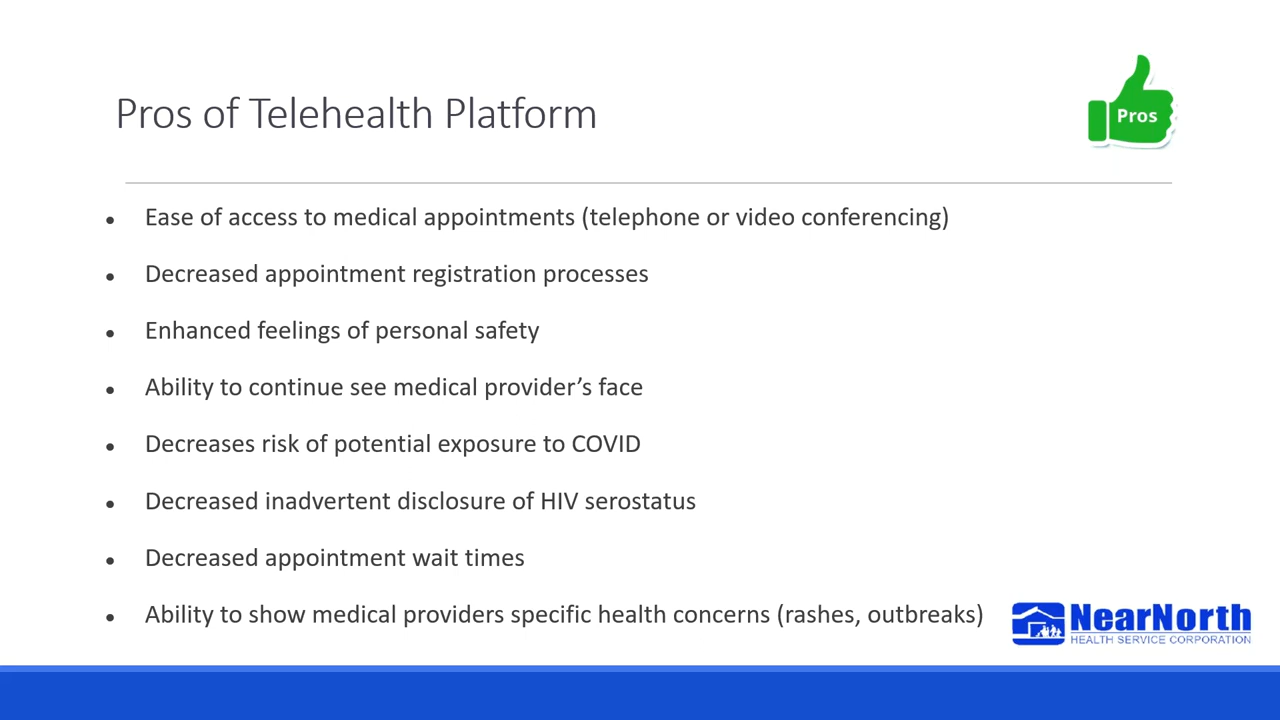 Pros of Telehealth Platform
Pros
● Ease of access to medical appointments (telephone or video conferencing)
● Decreased appointment registration processes
● Enhanced feelings of personal safety
● Ability to continue see medical provider’s face
● Decreases risk of potential exposure to COVID
● Decreased inadvertent disclosure of HIV serostatus
● Decreased appointment wait times
● Ability to show medical providers specific health concerns (rashes, outbreaks)
NearNorth
HEALTH SERVICE CORPORATION